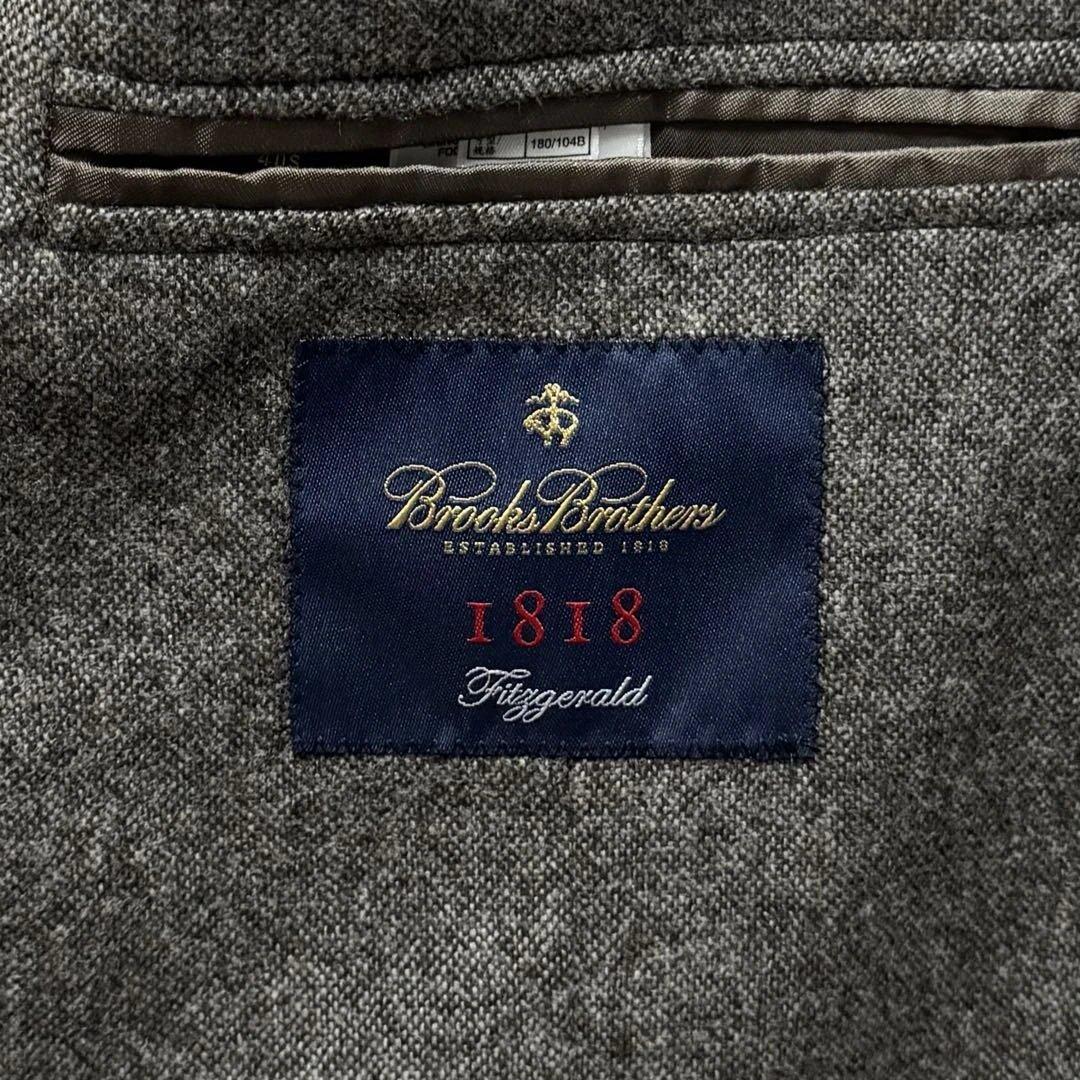 180/104B
Brooks Brothers
ESTABLISHED 1818
1818
Fitzgerald